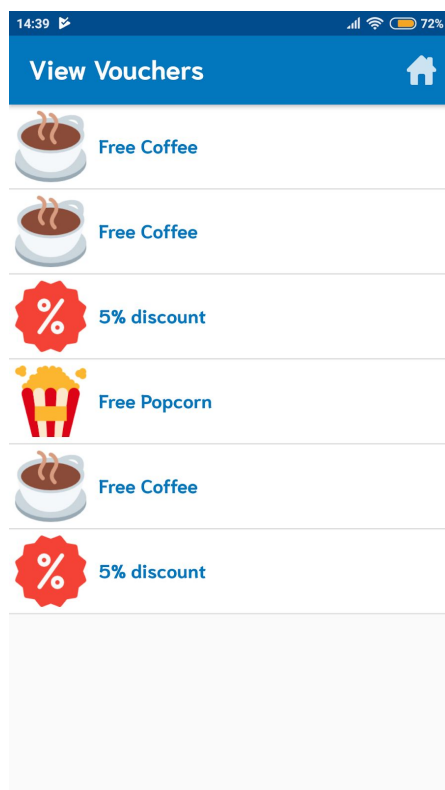 14:39 72%
View Vouchers
Free Coffee
Free Coffee
% 5% discount
Free Popcorn
Free Coffee
% 5% discount